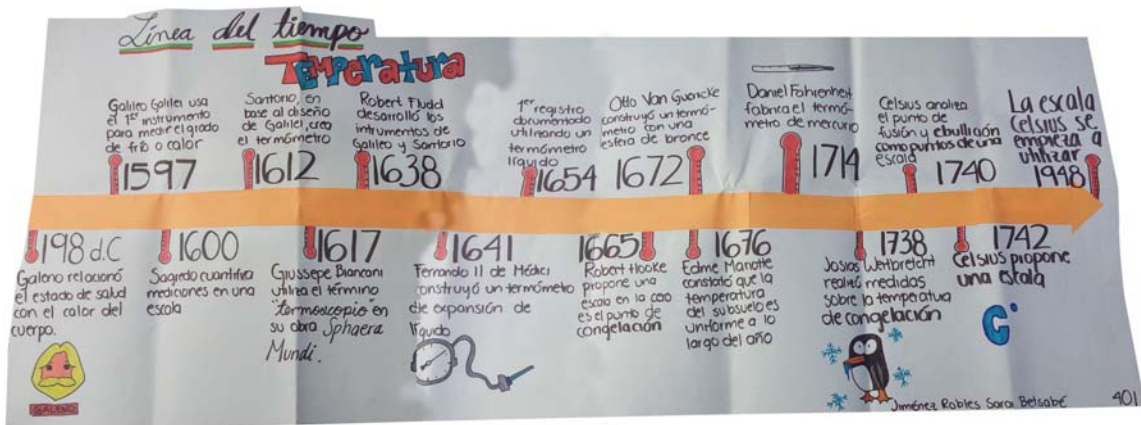 Línea del tiempo
Temperatura
Galileo Galilei usa
el 1er instrumento
para medir el grado
de frío o calor
1597
Santorio, en
base al diseño
de Galilei, creo
el termómetro
1612
Robert Fludd
desarrolló los
intrumentos de
Galileo y Santorio
1638
1er registro
documentado
utilizando un
termómetro
líquido
1654
Otto Van Guericke
construyó un termó-
metro con una
esfera de bronce
1672
Daniel Fahrenheit
fabrica el termó-
metro de mercurio
1714
Celsius analiza
el punto de
fusión y ebullición
como puntos de una
escala
1740
La escala
Celsius se
empieza a
utilizar
1948
198 d.C
Galeno relacionó
el estado de salud
con el calor del
cuerpo.
GALENO
1600
Sagredo cuantifica
mediciones en una
escala
1617
Giussepe Bianconi
utiliza el término
"termoscopio" en
su obra Sphaera
Mundi.
1641
Fernando II de Médici
construyó un termómetro
de expansión de
líquido
1665
Robert Hooke
propone una
escala en la
es el punto de
congelación
1676
Edme Mariotte
constató que la
temperatura
del subsuelo es
uniforme a lo
largo del año
1738
Josias Weitbrecht
realizó medidas
sobre la temperatura
de congelación
1742
Celsius propone
una escala
C°
Jiménez Robles Sarai Betsabé
4011